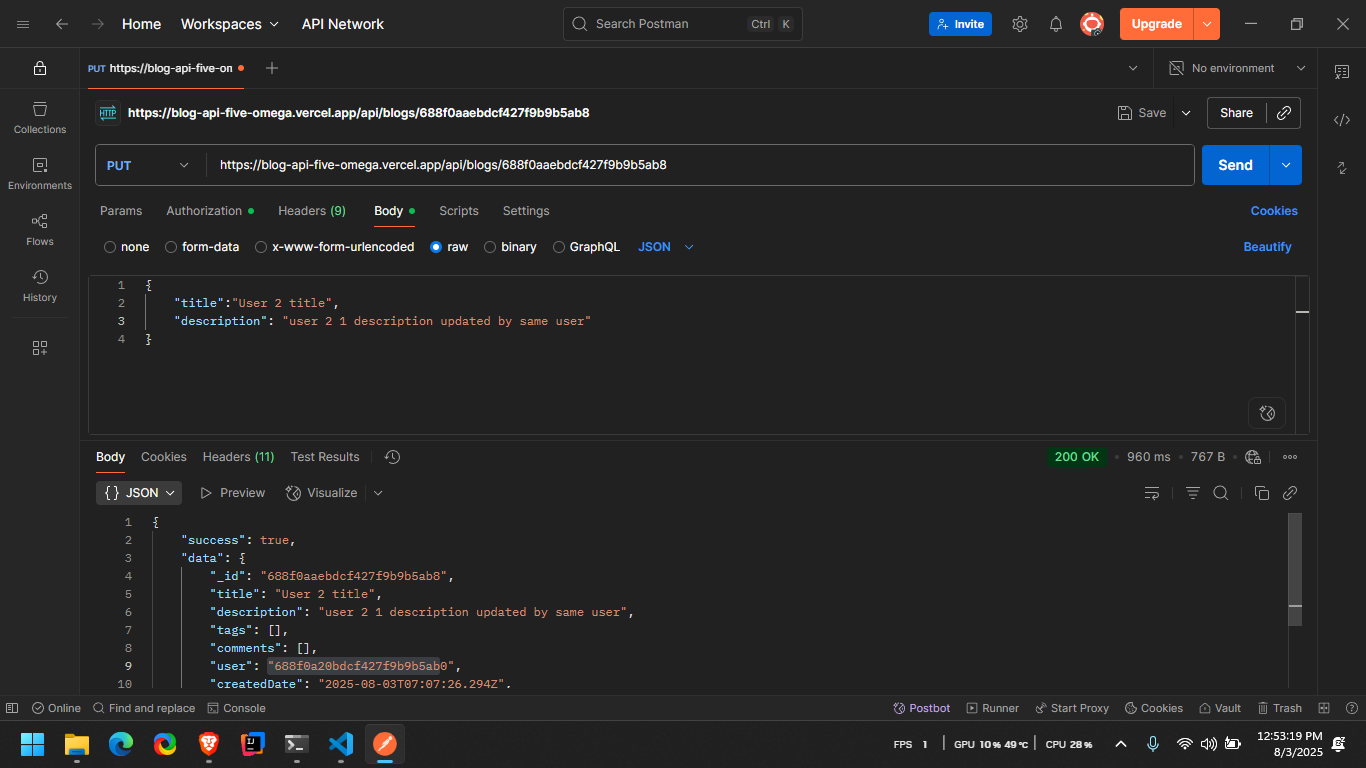 Home Workspaces API Network Search Postman Ctrl K Invite Upgrade
PUT https://blog-api-five-on No environment
HTTP https://blog-api-five-omega.vercel.app/api/blogs/688f0aaebdcf427f9b9b5ab8 Save Share
PUT https://blog-api-five-omega.vercel.app/api/blogs/688f0aaebdcf427f9b9b5ab8 Send
Collections
Environments
Flows
History
Params Authorization Headers (9) Body Scripts Settings Cookies
none form-data x-www-form-urlencoded raw binary GraphQL JSON Beautify
1 {
2 "title":"User 2 title",
3 "description": "user 2 1 description updated by same user"
4 }
Body Cookies Headers (11) Test Results 200 OK 960 ms 767 B
{} JSON Preview Visualize
1 {
2 "success": true,
3 "data": {
4 "_id": "688f0aaebdcf427f9b9b5ab8",
5 "title": "User 2 title",
6 "description": "user 2 1 description updated by same user",
7 "tags": [],
8 "comments": [],
9 "user": "688f0a20bdcf427f9b9b5ab0",
10 "createdDate": "2025-08-03T07:07:26.294Z",
Online Find and replace Console Postbot Runner Start Proxy Cookies Vault Trash
FPS 1 GPU 10% 49°C CPU 28% 12:53:19 PM
8/3/2025